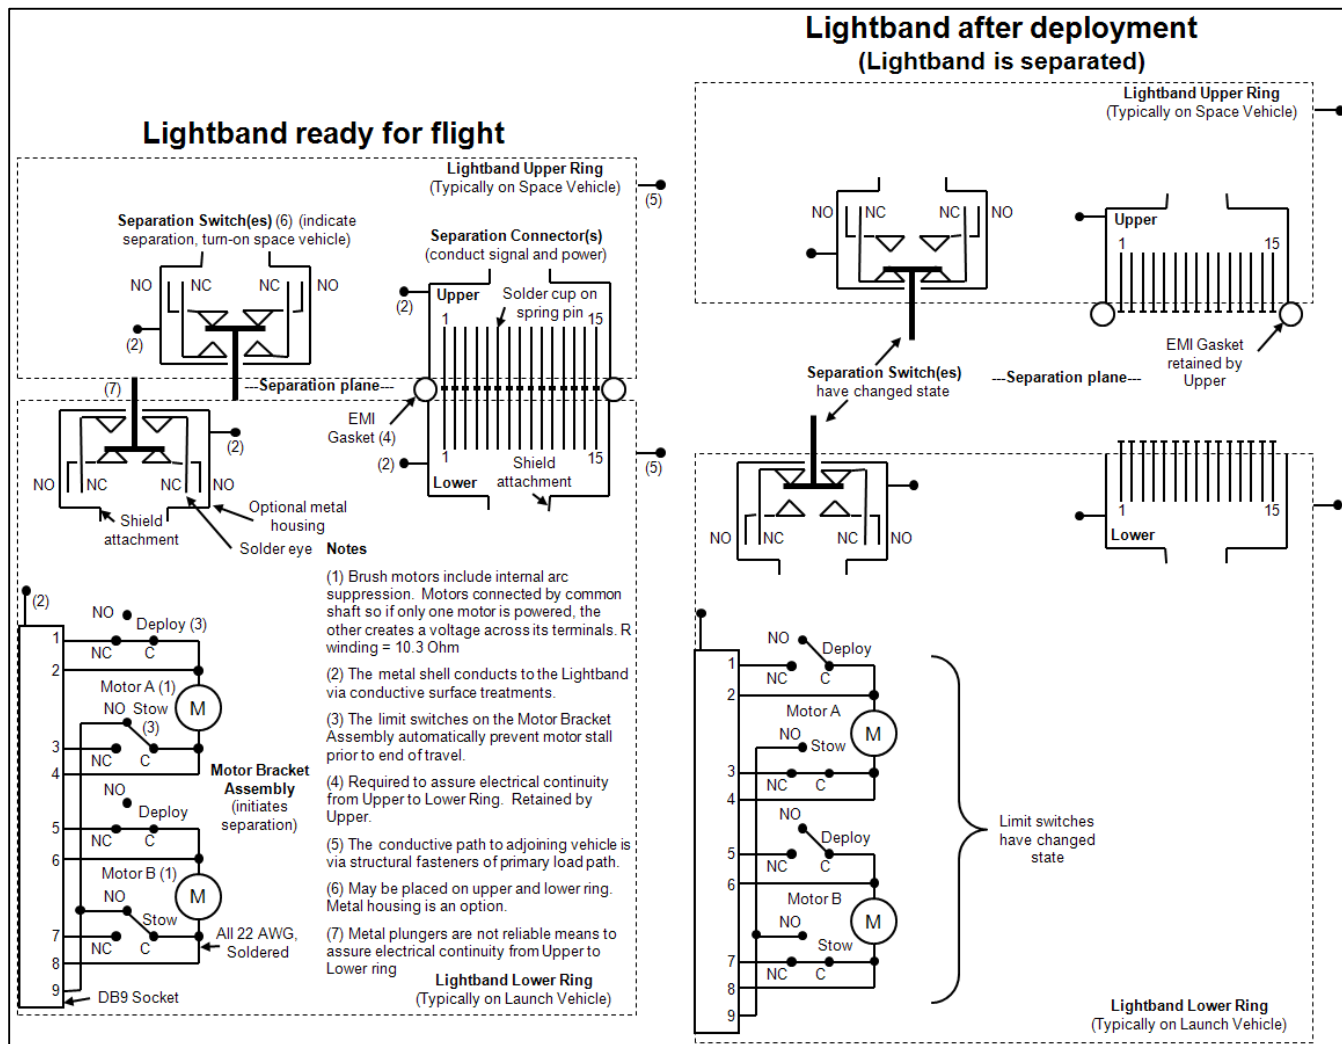 Lightband ready for flight
Lightband Upper Ring
(Typically on Space Vehicle)
(5)
Separation Switch(es) (6) (indicate
separation, turn-on space vehicle)
Separation Connector(s)
(conduct signal and power)
NO
NC
NC
NO
(2)
(2)
Upper
Solder cup on
spring pin
1
15
(7)
---Separation plane---
EMI
Gasket (4)
(2)
NO
NC
NC
NO
Optional metal
housing
Shield
attachment
Solder eye
1
15
(2)
Lower
Shield
attachment
(5)
Notes
(1) Brush motors include internal arc
suppression. Motors connected by common
shaft so if only one motor is powered, the
other creates a voltage across its terminals. R
winding = 10.3 Ohm
(2) The metal shell conducts to the Lightband
via conductive surface treatments.
(3) The limit switches on the Motor Bracket
Assembly automatically prevent motor stall
prior to end of travel.
(4) Required to assure electrical continuity
from Upper to Lower Ring. Retained by
Upper.
(5) The conductive path to adjoining vehicle is
via structural fasteners of primary load path.
(6) May be placed on upper and lower ring.
Metal housing is an option.
(7) Metal plungers are not reliable means to
assure electrical continuity from Upper to
Lower ring
(2)
NO
Deploy (3)
1
NC
C
2
Motor A (1)
M
NO
Stow
(3)
3
NC
C
4
Motor Bracket
Assembly
(initiates
separation)
NO
Deploy
5
NC
C
6
Motor B (1)
M
NO
Stow
7
NC
C
8
All 22 AWG,
Soldered
9
DB9 Socket
Lightband Lower Ring
(Typically on Launch Vehicle)
Lightband after deployment
(Lightband is separated)
Lightband Upper Ring
(Typically on Space Vehicle)
NO
NC
NC
NO
Upper
1
15
EMI Gasket
retained by
Upper
Separation Switch(es)
have changed
state
---Separation plane---
NO
NC
NC
NO
1
15
Lower
NO
Deploy
1
NC
C
2
Motor A
M
NO
Stow
3
NC
C
4
NO
Deploy
5
NC
C
6
Motor B
M
NO
Stow
7
NC
C
8
9
Limit switches
have changed
state
Lightband Lower Ring
(Typically on Launch Vehicle)